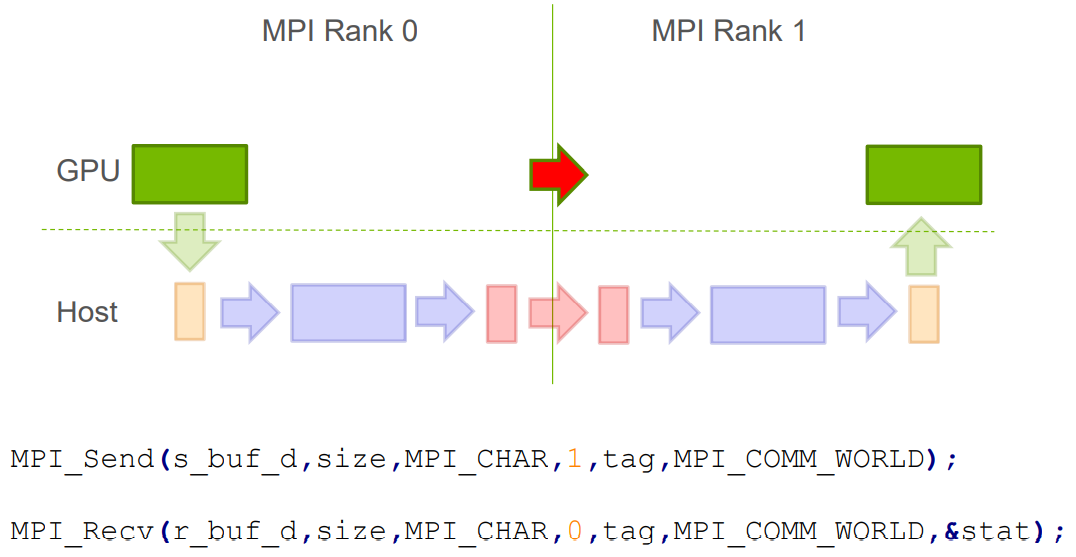 MPI Rank 0
MPI Rank 1
GPU
Host
MPI_Send(s_buf_d,size,MPI_CHAR,1,tag,MPI_COMM_WORLD);
MPI_Recv(r_buf_d,size,MPI_CHAR,0,tag,MPI_COMM_WORLD,&stat);